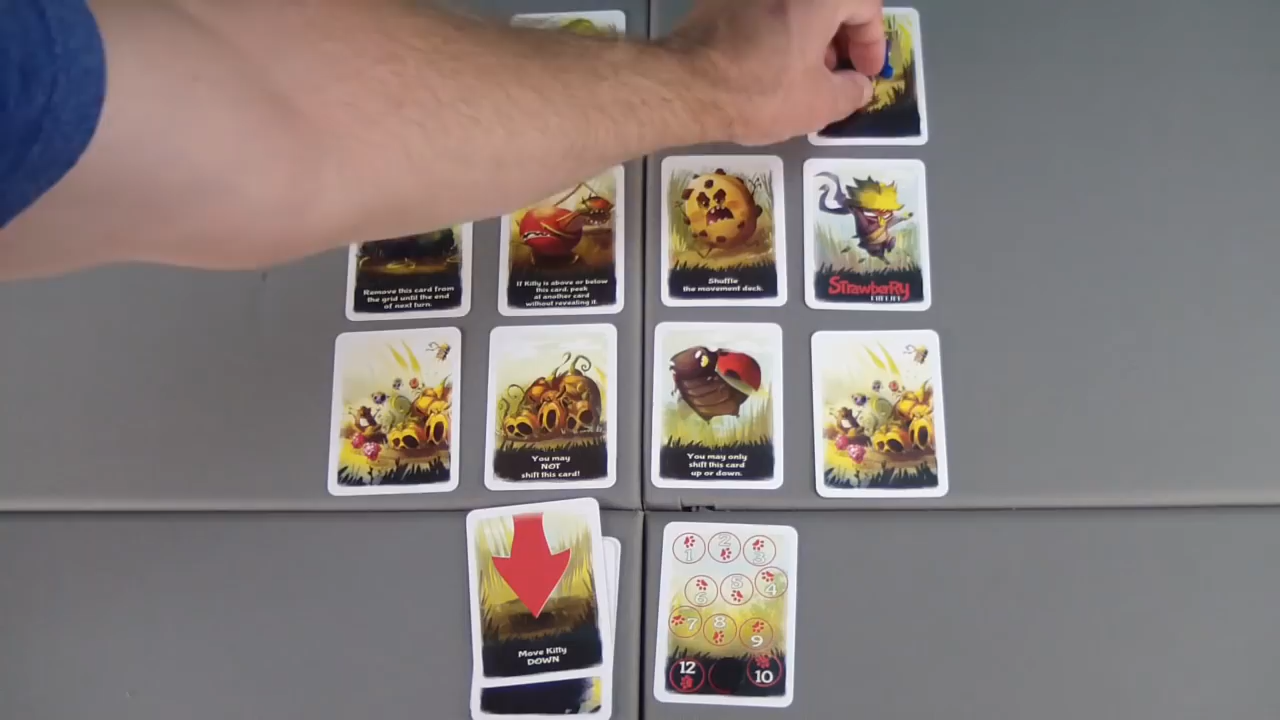 Remove this card from
the grid until the end
of next turn.
If Kitty is above or below
this card, peek
at another card
without revealing it.
Shuffle
the movement deck.
Strawberry
You may
NOT
shift this card!
You may only
shift this card
up or down.
Move Kitty
DOWN
1 2 3
6 5 4
7 8 9
12 10